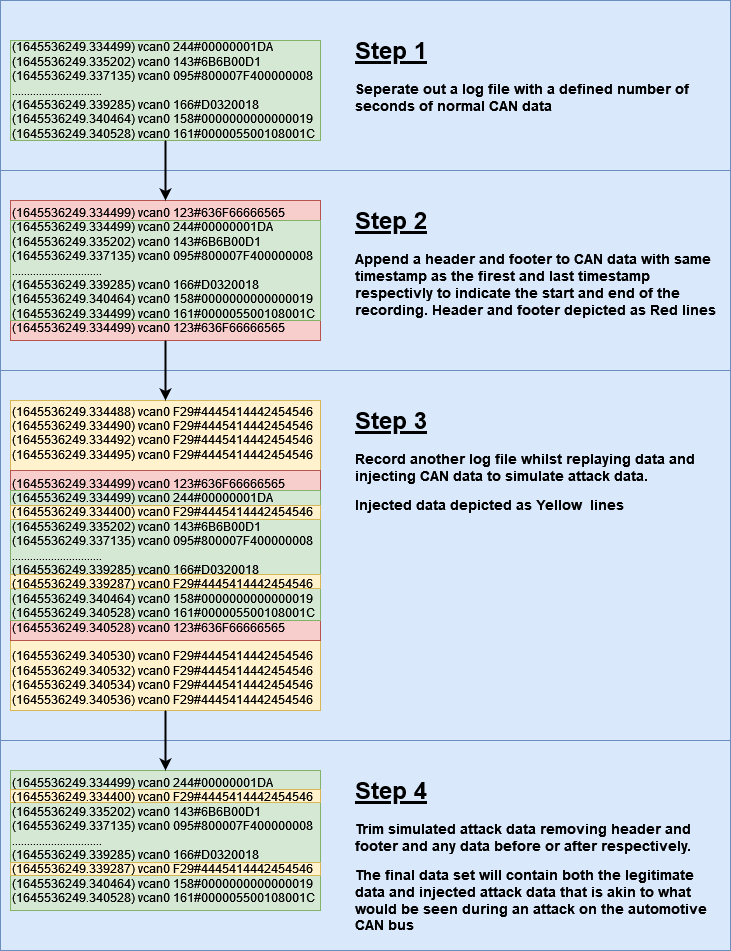 (1645536249.334499) vcan0 244#00000001DA
(1645536249.335202) vcan0 143#6B6B00D1
(1645536249.337135) vcan0 095#800007F400000008
..............................
(1645536249.339285) vcan0 166#D0320018
(1645536249.340464) vcan0 158#0000000000000019
(1645536249.340528) vcan0 161#000005500108001C
Step 1
Seperate out a log file with a defined number of
seconds of normal CAN data
(1645536249.334499) vcan0 123#636F66666565
(1645536249.334499) vcan0 244#00000001DA
(1645536249.335202) vcan0 143#6B6B00D1
(1645536249.337135) vcan0 095#800007F400000008
..............................
(1645536249.339285) vcan0 166#D0320018
(1645536249.340464) vcan0 158#0000000000000019
(1645536249.334499) vcan0 161#000005500108001C
(1645536249.334499) vcan0 123#636F66666565
Step 2
Append a header and footer to CAN data with same
timestamp as the firest and last timestamp
respectivly to indicate the start and end of the
recording. Header and footer depicted as Red lines
(1645536249.334488) vcan0 F29#4445414442454546
(1645536249.334490) vcan0 F29#4445414442454546
(1645536249.334492) vcan0 F29#4445414442454546
(1645536249.334495) vcan0 F29#4445414442454546
(1645536249.334499) vcan0 123#636F66666565
(1645536249.334499) vcan0 244#00000001DA
(1645536249.334400) vcan0 F29#4445414442454546
(1645536249.335202) vcan0 143#6B6B00D1
(1645536249.337135) vcan0 095#800007F400000008
..............................
(1645536249.339285) vcan0 166#D0320018
(1645536249.339287) vcan0 F29#4445414442454546
(1645536249.340464) vcan0 158#0000000000000019
(1645536249.340528) vcan0 161#000005500108001C
(1645536249.340528) vcan0 123#636F66666565
(1645536249.340530) vcan0 F29#4445414442454546
(1645536249.340532) vcan0 F29#4445414442454546
(1645536249.340534) vcan0 F29#4445414442454546
(1645536249.340536) vcan0 F29#4445414442454546
Step 3
Record another log file whilst replaying data and
injecting CAN data to simulate attack data.
Injected data depicted as Yellow  lines
(1645536249.334499) vcan0 244#00000001DA
(1645536249.334400) vcan0 F29#4445414442454546
(1645536249.335202) vcan0 143#6B6B00D1
(1645536249.337135) vcan0 095#800007F400000008
..............................
(1645536249.339285) vcan0 166#D0320018
(1645536249.339287) vcan0 F29#4445414442454546
(1645536249.340464) vcan0 158#0000000000000019
(1645536249.340528) vcan0 161#000005500108001C
Step 4
Trim simulated attack data removing header and
footer and any data before or after respectively.
The final data set will contain both the legitimate
data and injected attack data that is akin to what
would be seen during an attack on the automotive
CAN bus